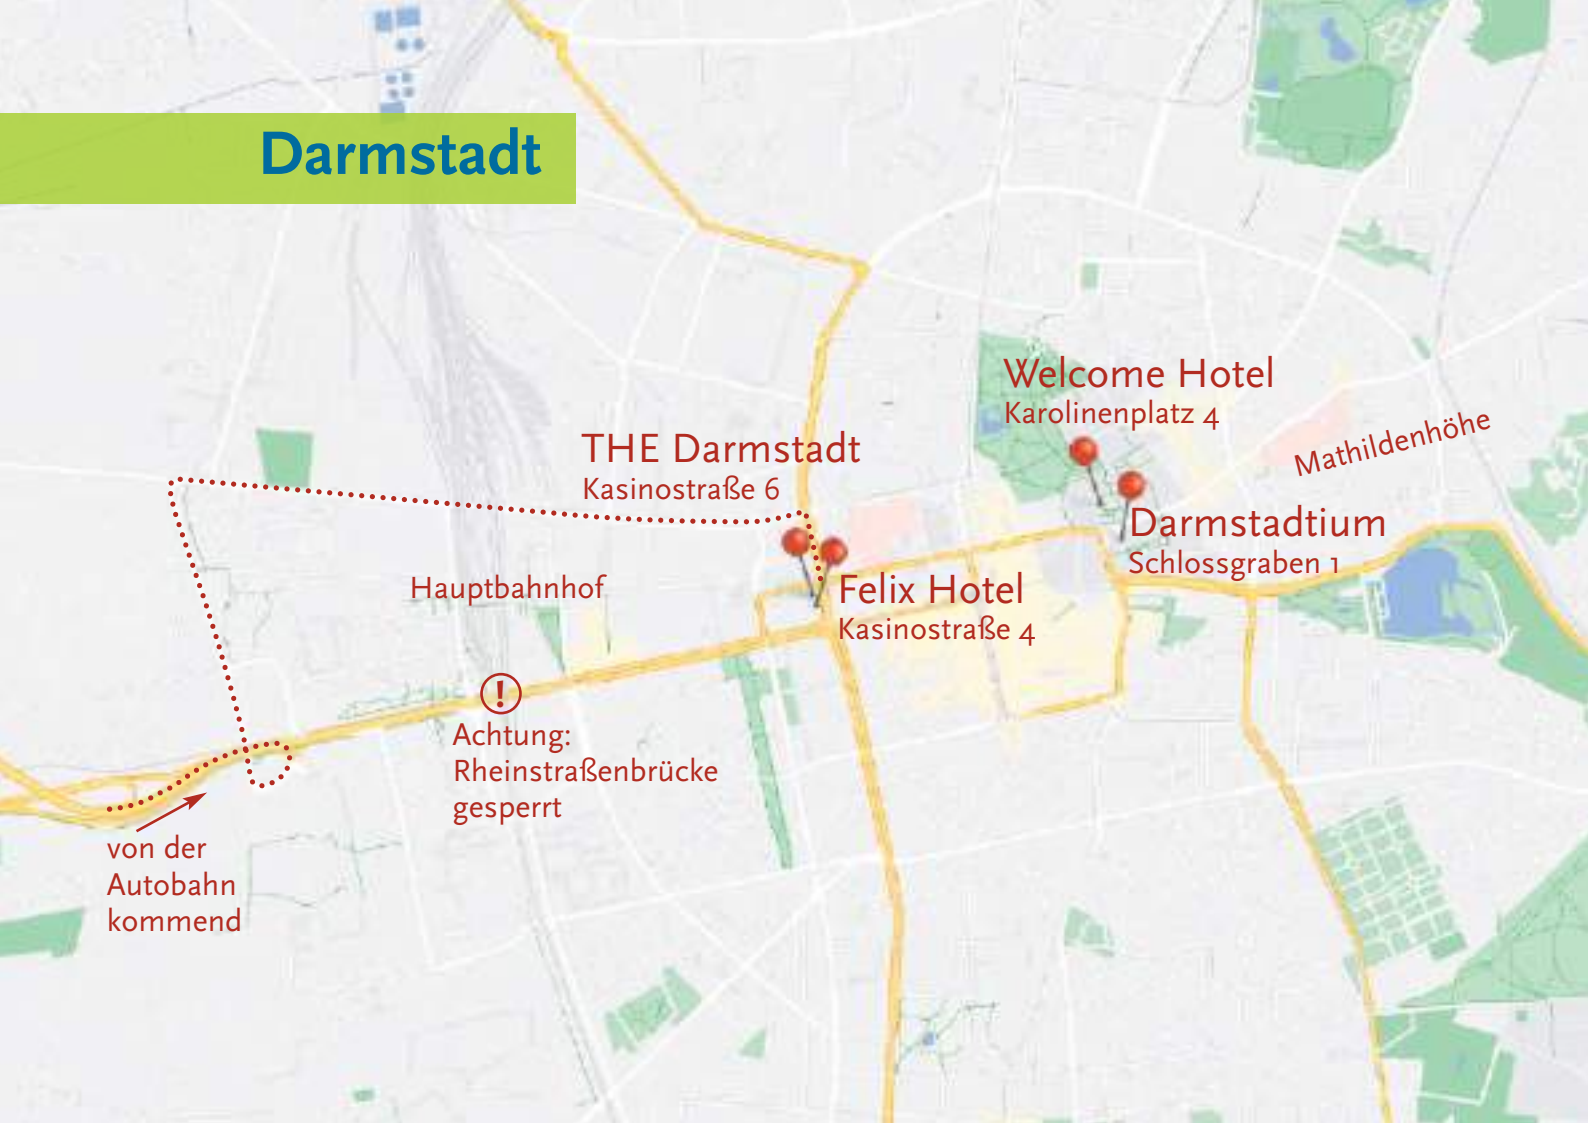 Darmstadt
Welcome Hotel
Karolinenplatz 4
Mathildenhöhe
THE Darmstadt
Kasinostraße 6
Darmstadtium
Schlossgraben 1
Hauptbahnhof
Felix Hotel
Kasinostraße 4
!
Achtung:
Rheinstraßenbrücke
gesperrt
von der
Autobahn
kommend